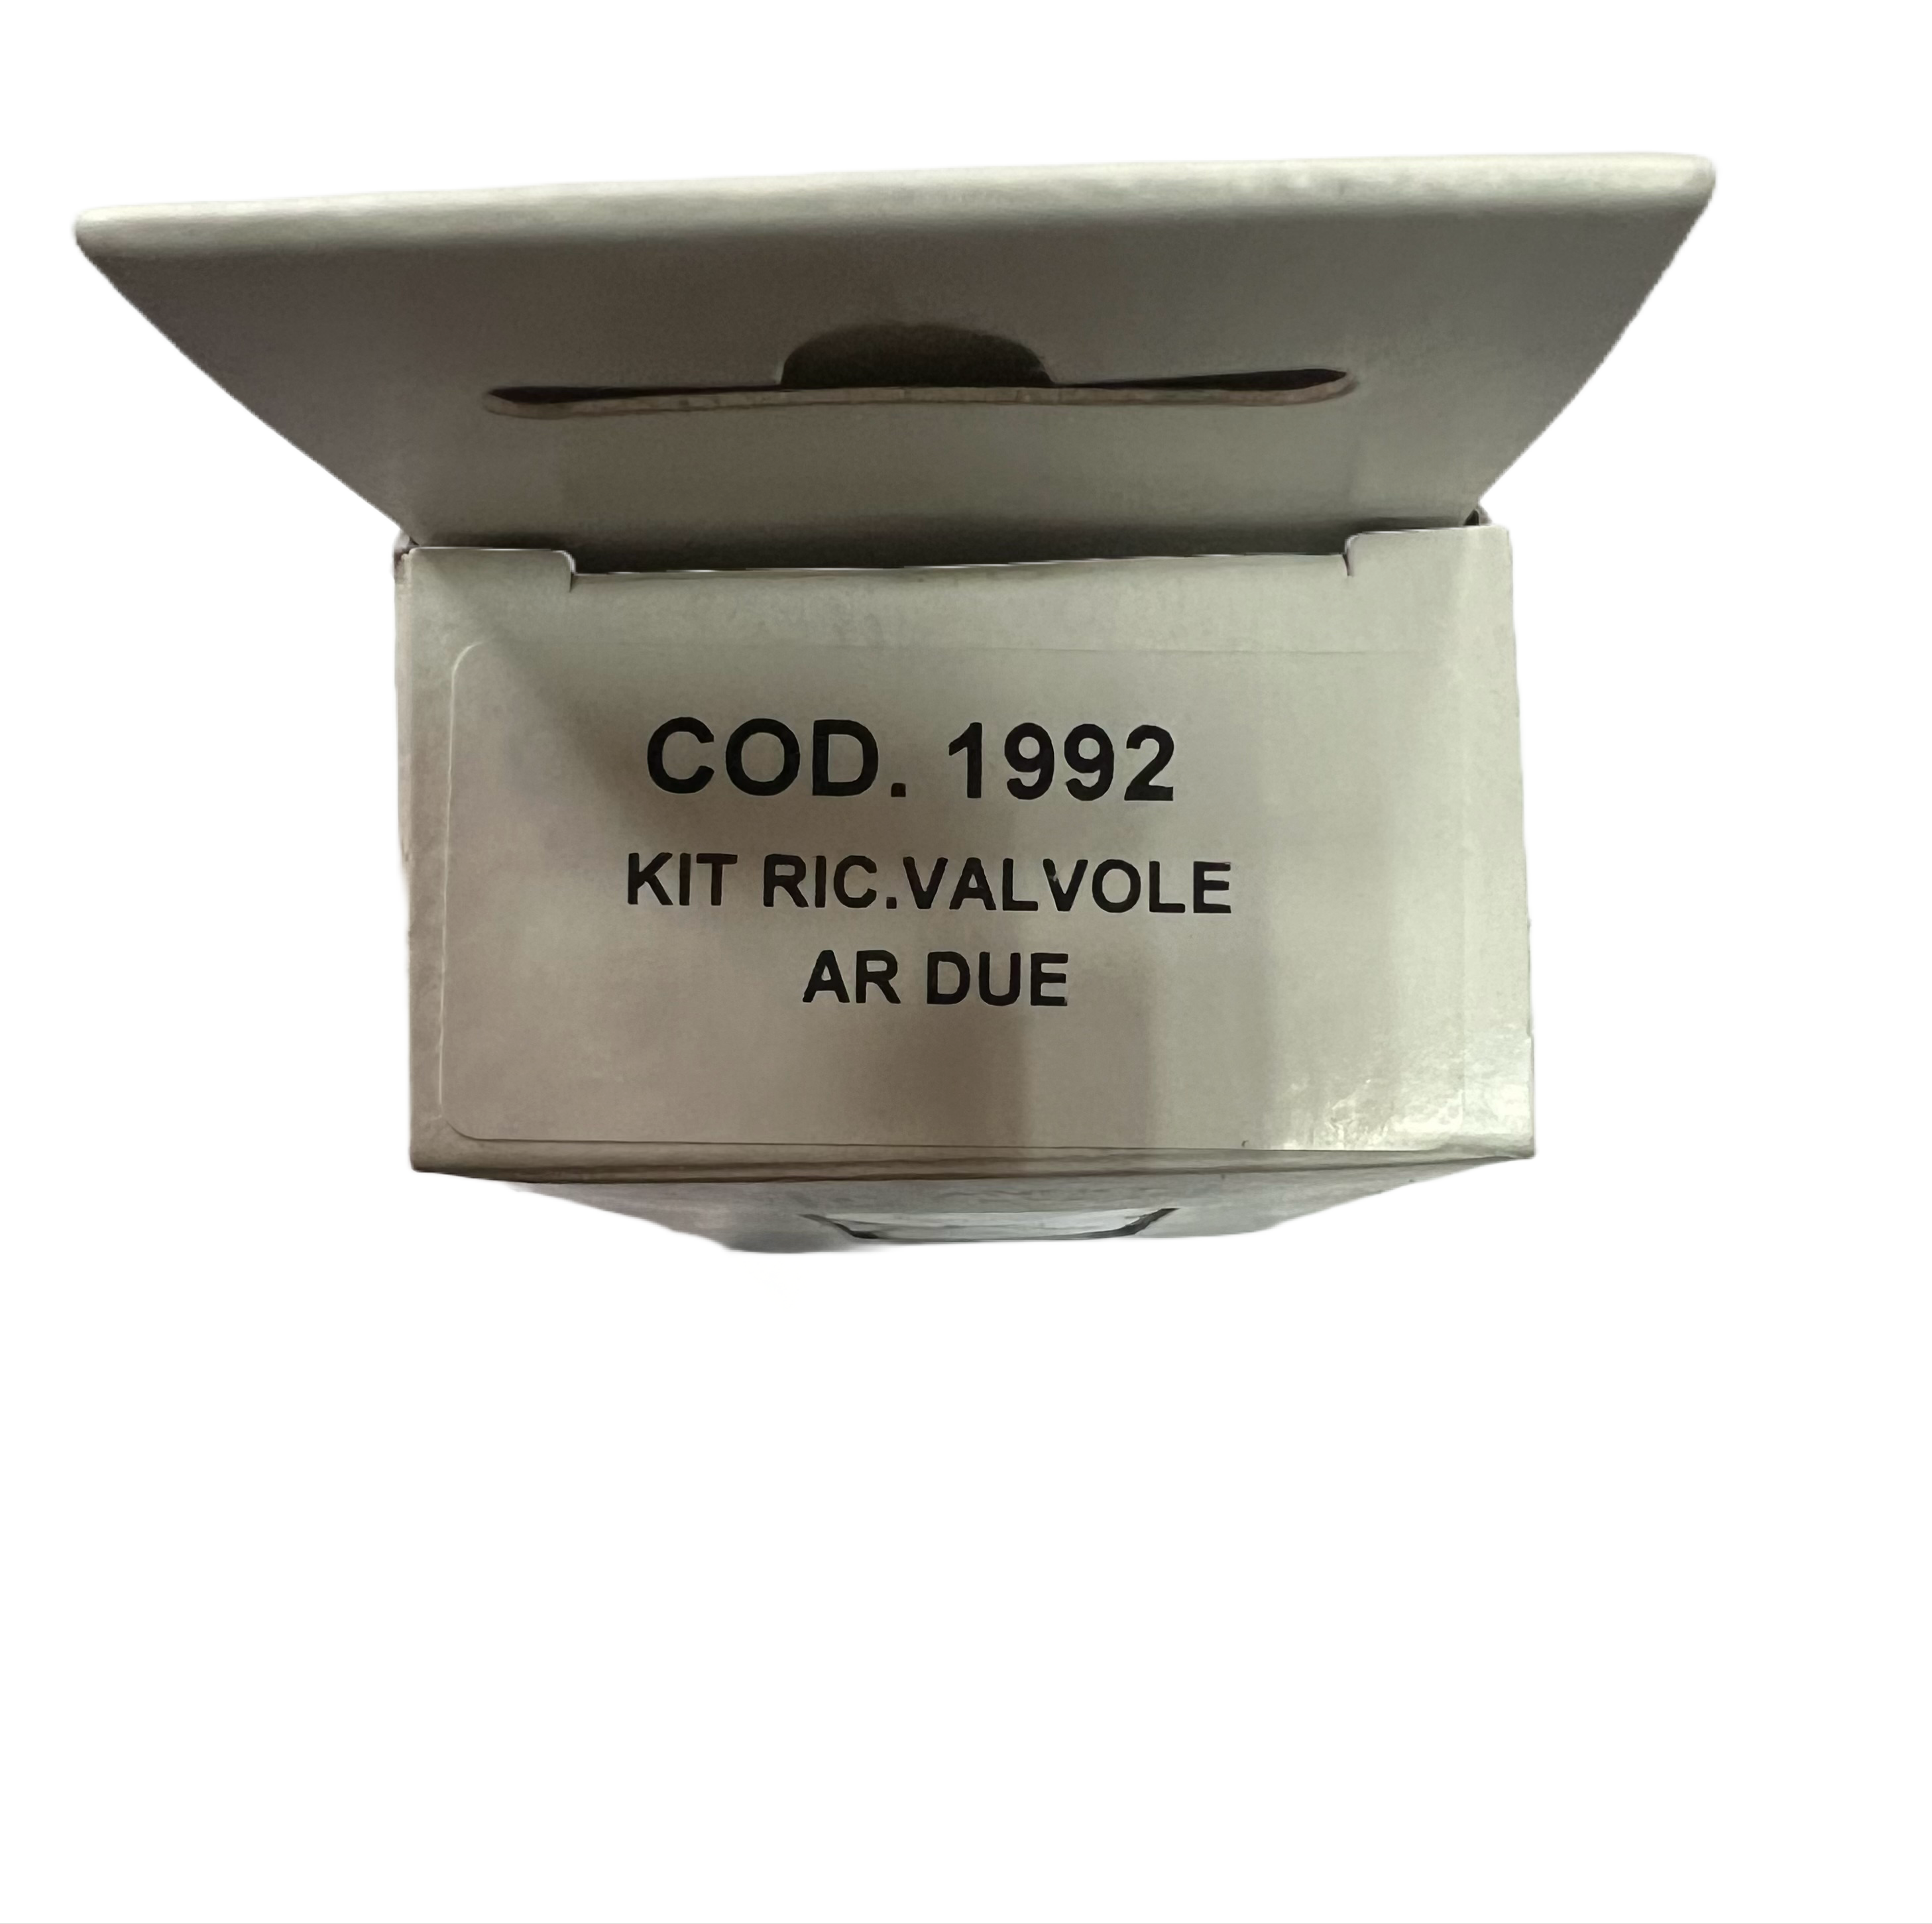 COD. 1992
KIT RIC.VALVOLE
AR DUE